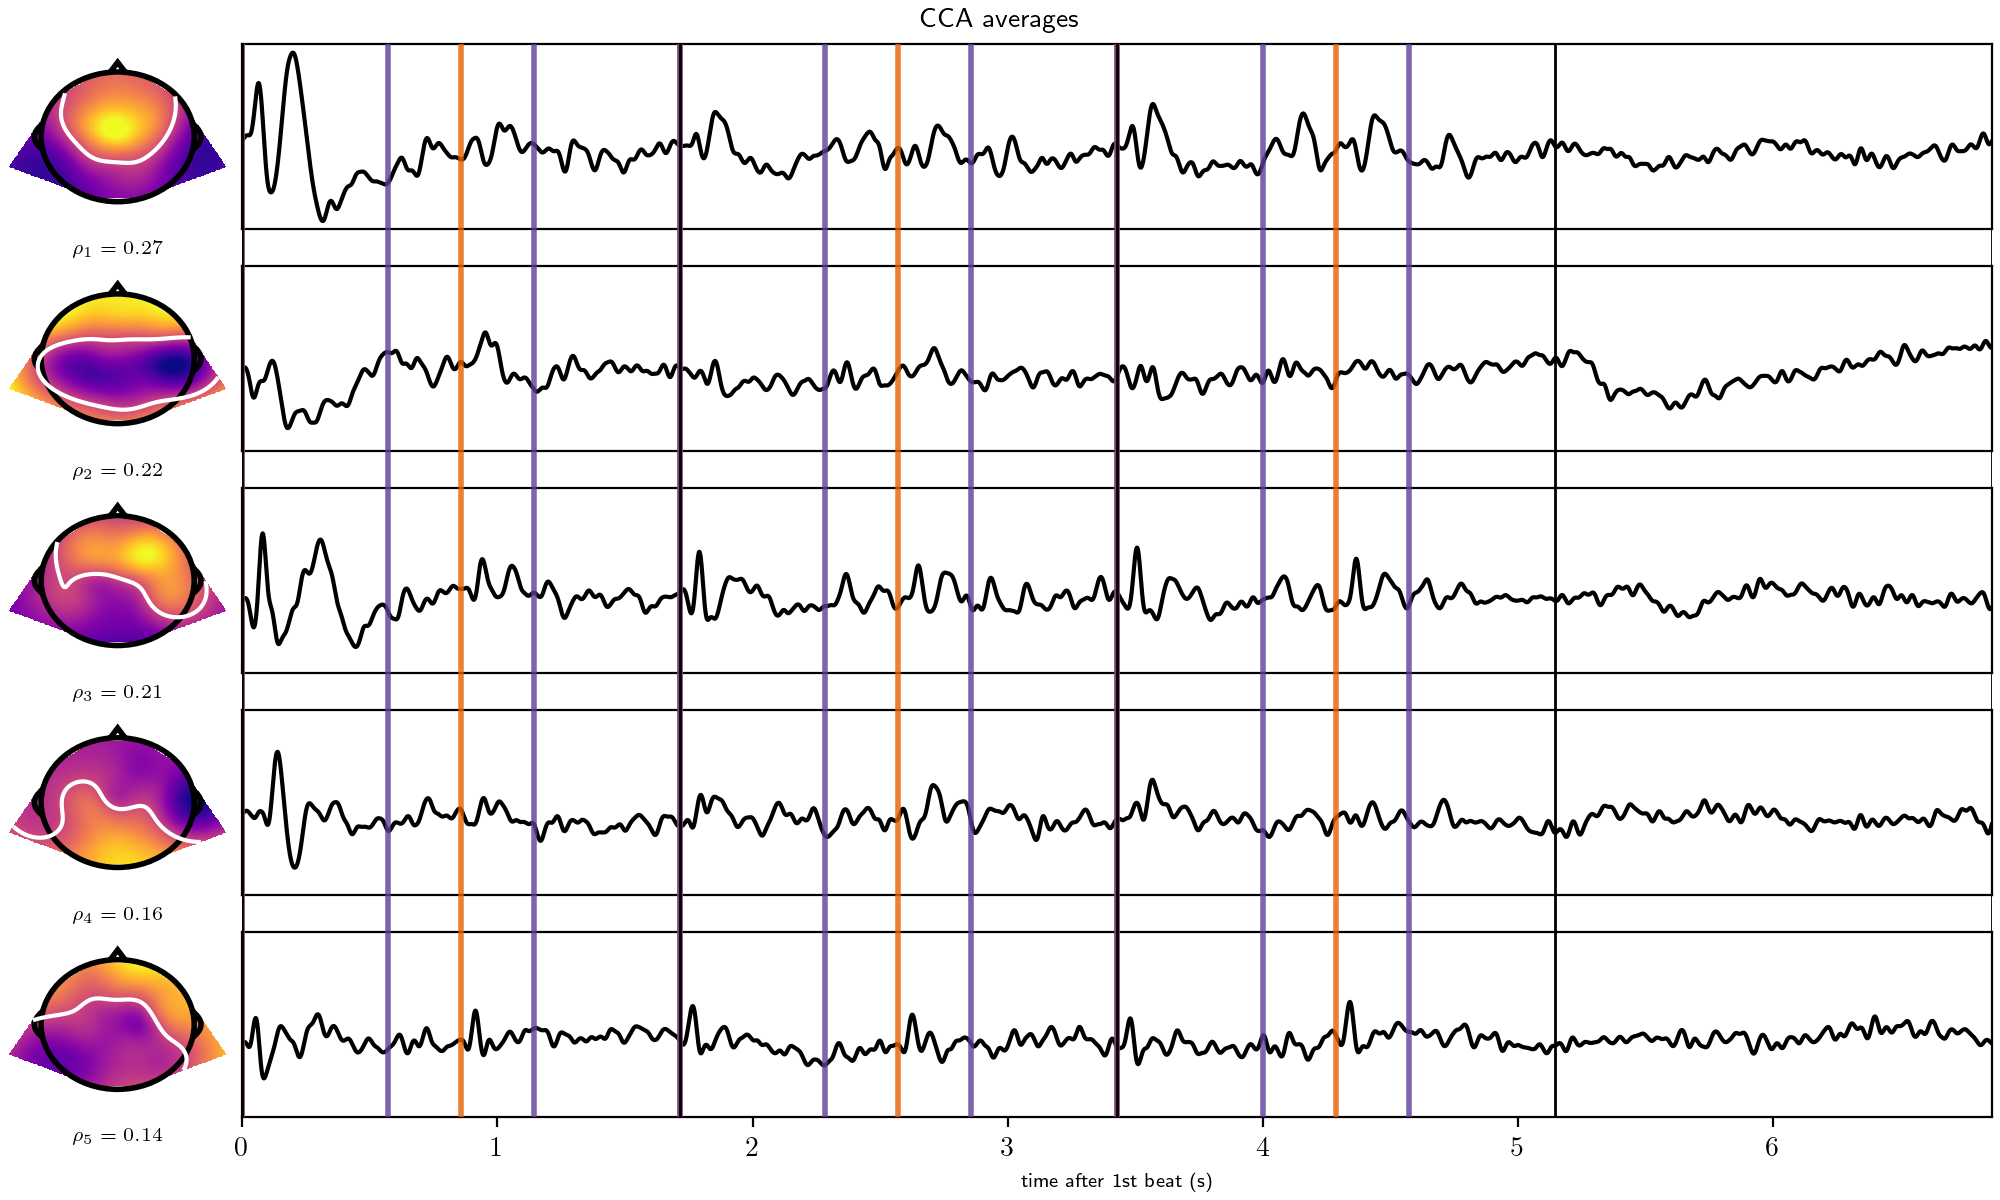 CCA averages
ρ₁ = 0.27
ρ₂ = 0.22
ρ₃ = 0.21
ρ₄ = 0.16
ρ₅ = 0.14
0 1 2 3 4 5 6
time after 1st beat (s)